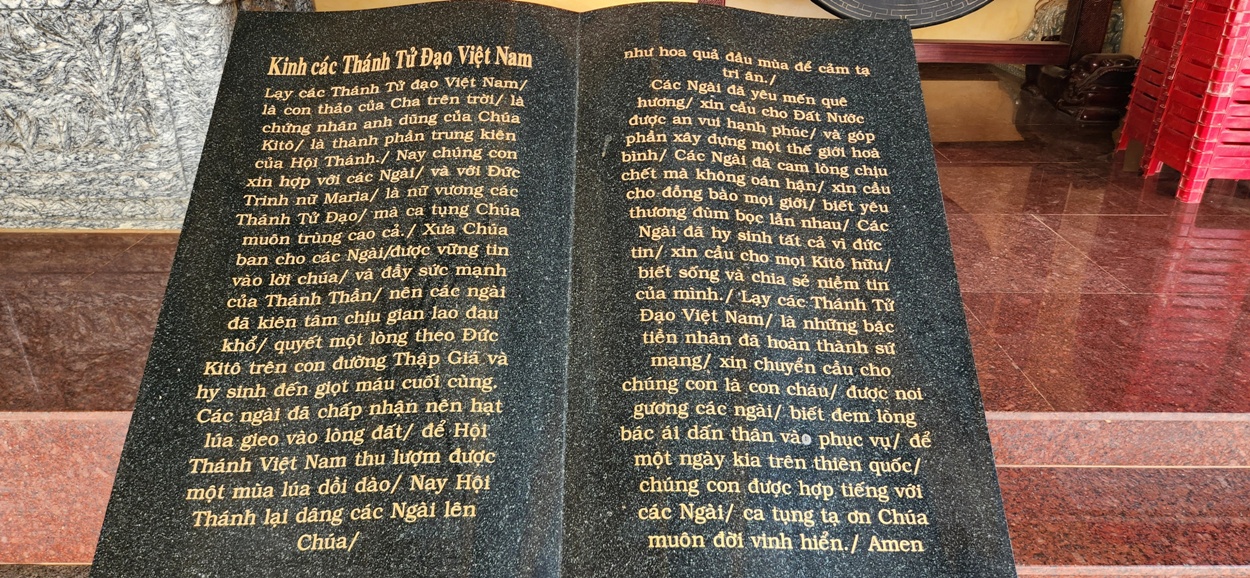 Kinh các Thánh Tử Đạo Việt Nam
Lạy các Thánh Tử đạo Việt Nam/
là con thảo của Cha trên trời/ là
chứng nhân anh dũng của Chúa
Kitô/ là thành phần trung kiên
của Hội Thánh./ Nay chúng con
xin hợp với các Ngài/ và với Đức
Trinh nữ Maria/ là nữ vương các
Thánh Tử Đạo/ mà ca tụng Chúa
muôn trùng cao cả./ Xưa Chúa
ban cho các Ngài/được vững tin
vào lời chúa/ và đầy sức mạnh
của Thánh Thần/ nên các ngài
đã kiên tâm chịu gian lao đau
khổ/ quyết một lòng theo Đức
Kitô trên con đường Thập Giá và
hy sinh đến giọt máu cuối cùng.
Các ngài đã chấp nhận nên hạt
lúa gieo vào lòng đất/ để Hội
Thánh Việt Nam thu lượm được
một mùa lúa dồi dào/ Nay Hội
Thánh lại dâng các Ngài lên
Chúa/
như hoa quả đầu mùa để cảm tạ
tri ân./
Các Ngài đã yêu mến quê
hương/ xin cầu cho Đất Nước
được an vui hạnh phúc/ và góp
phần xây dựng một thế giới hoà
bình/ Các Ngài đã cam lòng chịu
chết mà không oán hận/ xin cầu
cho đồng bào mọi giới/ biết yêu
thương đùm bọc lẫn nhau/ Các
Ngài đã hy sinh tất cả vì đức
tin/ xin cầu cho mọi Kitô hữu/
biết sống và chia sẻ niềm tin
của mình./ Lạy các Thánh Tử
Đạo Việt Nam/ là những bậc
tiền nhân đã hoàn thành sứ
mạng/ xin chuyển cầu cho
chúng con là con cháu/ được noi
gương các ngài/ biết đem lòng
bác ái dấn thân vào phục vụ/ để
một ngày kia trên thiên quốc/
chúng con được hợp tiếng với
các Ngài/ ca tụng tạ ơn Chúa
muôn đời vinh hiển./ Amen